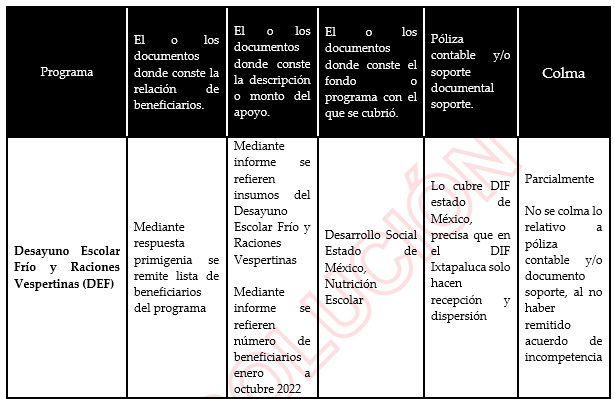 Programa
El o los
documentos
donde conste la
relación de
beneficiarios.
El o los
documentos
donde conste
la descripción
o monto del
apoyo.
El o los
documentos
donde conste el
fondo o
programa con el
que se cubrió.
Póliza
contable y/o
soporte
documental
soporte.
Colma
Desayuno Escolar
Frío y Raciones
Vespertinas (DEF)
Mediante
respuesta
primigenia se
remite lista de
beneficiarios
del programa
Mediante
informe se
refieren
insumos del
Desayuno
Escolar Frío y
Raciones
Vespertinas
Mediante
informe se
refieren
número de
beneficiarios
enero a
octubre 2022
Desarrollo Social
Estado de
México,
Nutrición
Escolar
Lo cubre DIF
estado de
México,
precisa que en
el DIF
Ixtapaluca solo
hacen
recepción y
dispersión
Parcialmente
No se colma lo
relativo a
póliza
contable y/o
documento
soporte, al no
haber
remitido
acuerdo de
incompetencia
OLUCIÓN